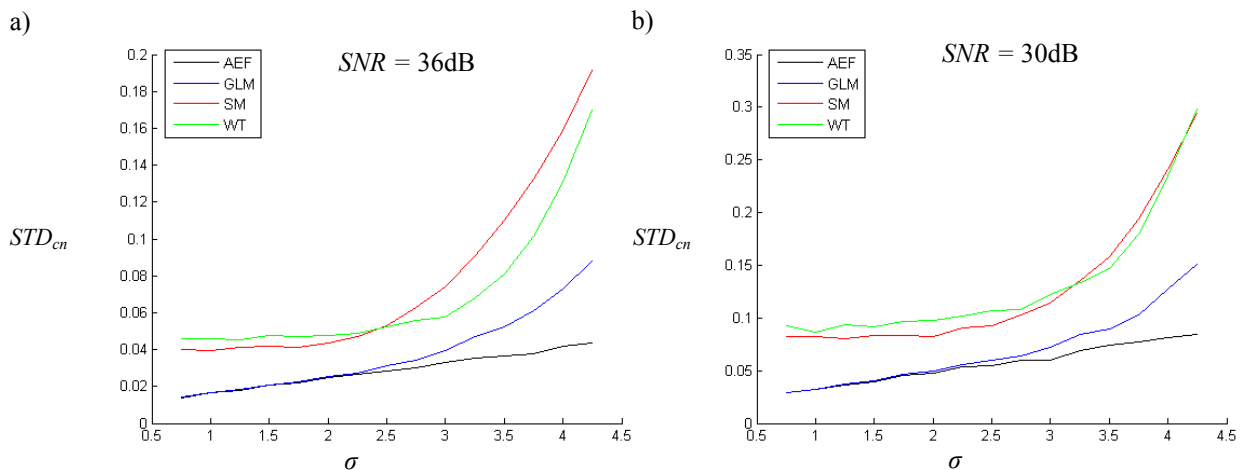 a)
SNR = 36dB
AEF
GLM
SM
WT
0.2
0.18
0.16
0.14
0.12
0.1
0.08
0.06
0.04
0.02
0
STD_cn
0.5 1 1.5 2 2.5 3 3.5 4 4.5
σ
b)
SNR = 30dB
AEF
GLM
SM
WT
0.35
0.3
0.25
0.2
0.15
0.1
0.05
0
STD_cn
0.5 1 1.5 2 2.5 3 3.5 4 4.5
σ